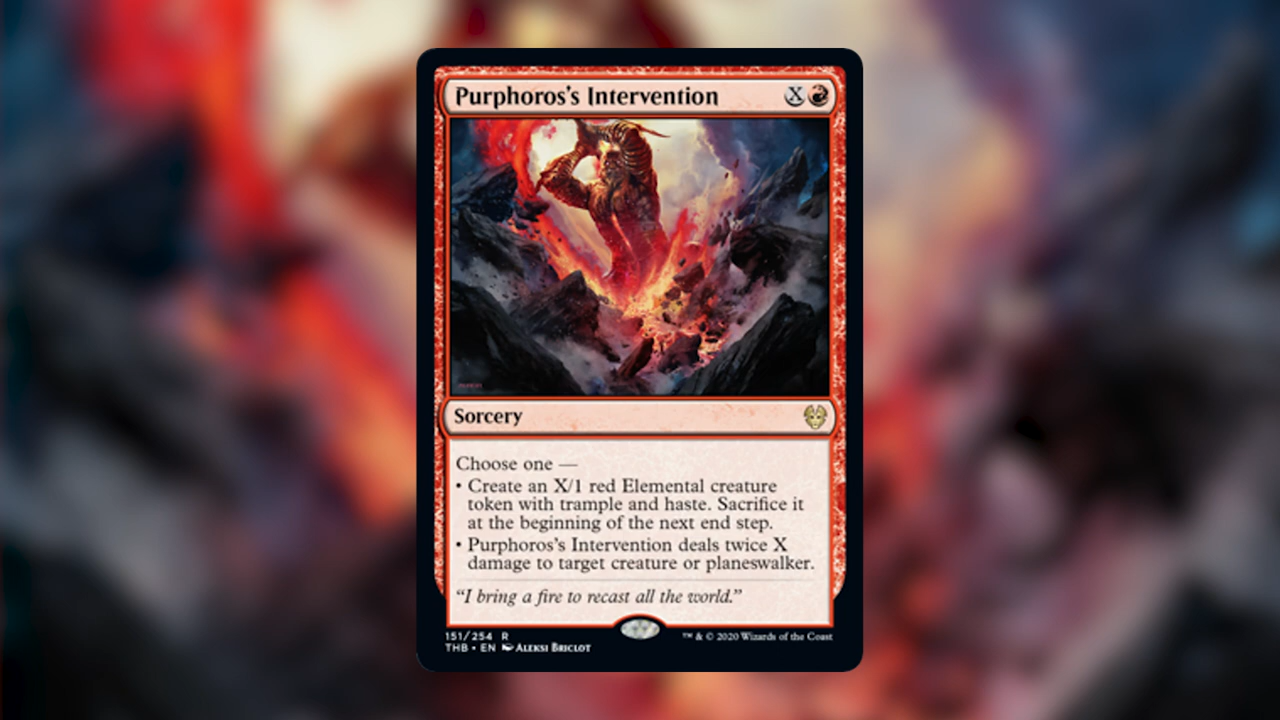 Purphoros's Intervention X
Sorcery
Choose one —
• Create an X/1 red Elemental creature
token with trample and haste. Sacrifice it
at the beginning of the next end step.
• Purphoros's Intervention deals twice X
damage to target creature or planeswalker.
“I bring a fire to recast all the world.”
151/254 R
THB • EN Aleksi Briclot
™ & © 2020 Wizards of the Coast